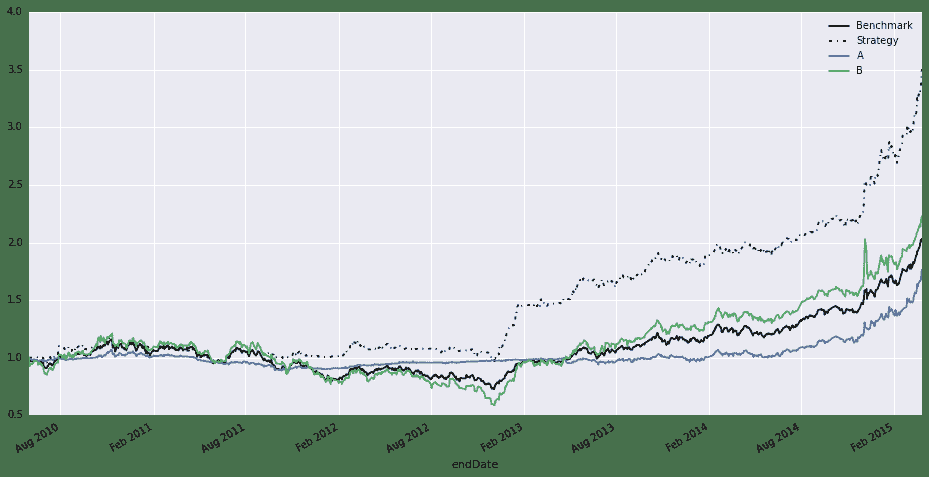 4.0
3.5
3.0
2.5
2.0
1.5
1.0
0.5
Benchmark
Strategy
A
B
Aug 2010
Feb 2011
Aug 2011
Feb 2012
Aug 2012
Feb 2013
Aug 2013
Feb 2014
Aug 2014
Feb 2015
endDate